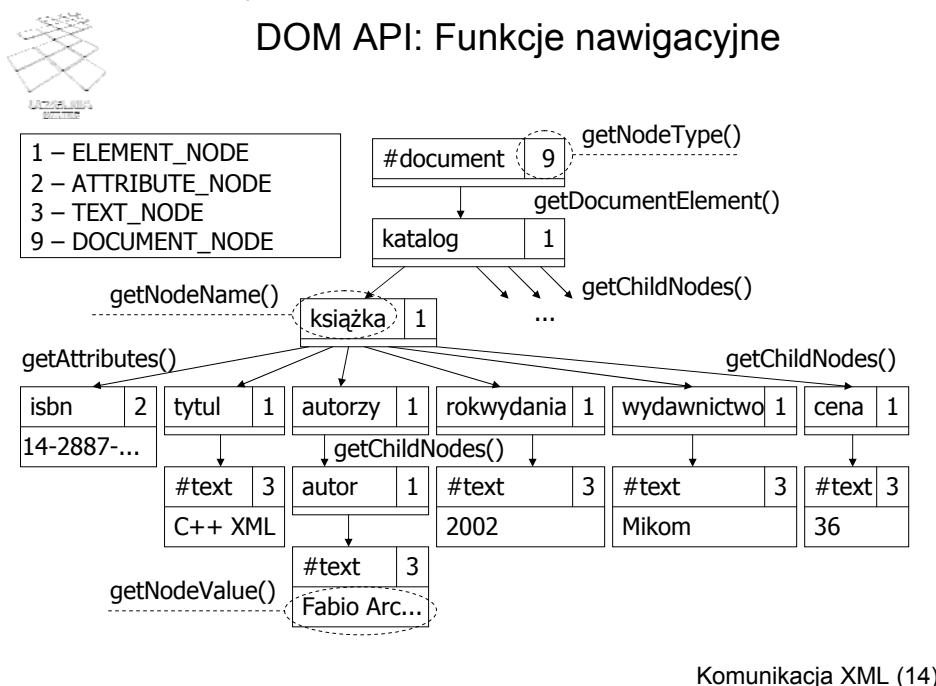 DOM API: Funkcje nawigacyjne
UCZELNIA
ONLINE
1 – ELEMENT_NODE
2 – ATTRIBUTE_NODE
3 – TEXT_NODE
9 – DOCUMENT_NODE
#document 9
getNodeType()
getDocumentElement()
katalog 1
getNodeName()
getChildNodes()
książka 1
...
getAttributes()
getChildNodes()
isbn 2
tytul 1
autorzy 1
rokwydania 1
wydawnictwo 1
cena 1
14-2887-...
getChildNodes()
#text 3
autor 1
#text 3
#text 3
#text 3
C++ XML
2002
Mikom
36
#text 3
getNodeValue()
Fabio Arc...
Komunikacja XML (14)